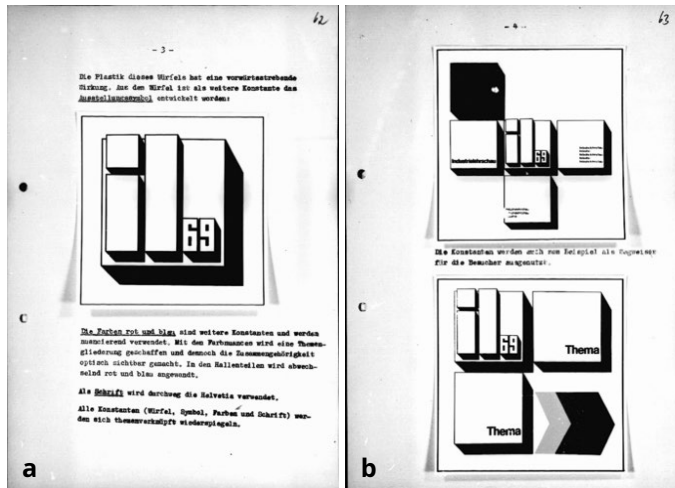 62
- 3 -
Die Plastik dieses Würfels hat eine vorwärtsstrebende
Wirkung. Aus dem Würfel ist als weitere Konstante das
Ausstellungssymbol entwickelt worden:
69
Die Farben rot und blau sind weitere Konstanten und werden
nuancierend verwendet. Mit den Farbnuancen wird eine Themen-
gliederung geschaffen und dennoch die Zusammengehörigkeit
optisch sichtbar gemacht. In den Hallenteilen wird abwech-
selnd rot und blau angewandt.
Als Schrift wird durchweg die Helvetia verwendet.
Alle Konstanten (Würfel, Symbol, Farben und Schrift) wer-
den sich themenverknüpft wiederspiegeln.
a
63
- 4 -
69
Die Konstanten werden auch zum Beispiel als Wegweiser
für die Besucher ausgenutzt.
69
Thema
Thema
b